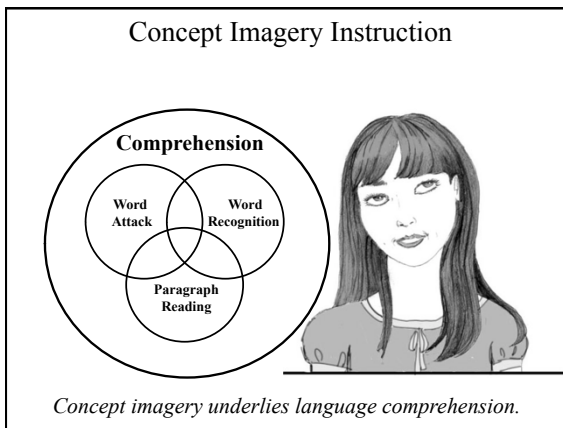 Concept Imagery Instruction
Comprehension
Word
Attack
Word
Recognition
Paragraph
Reading
Concept imagery underlies language comprehension.